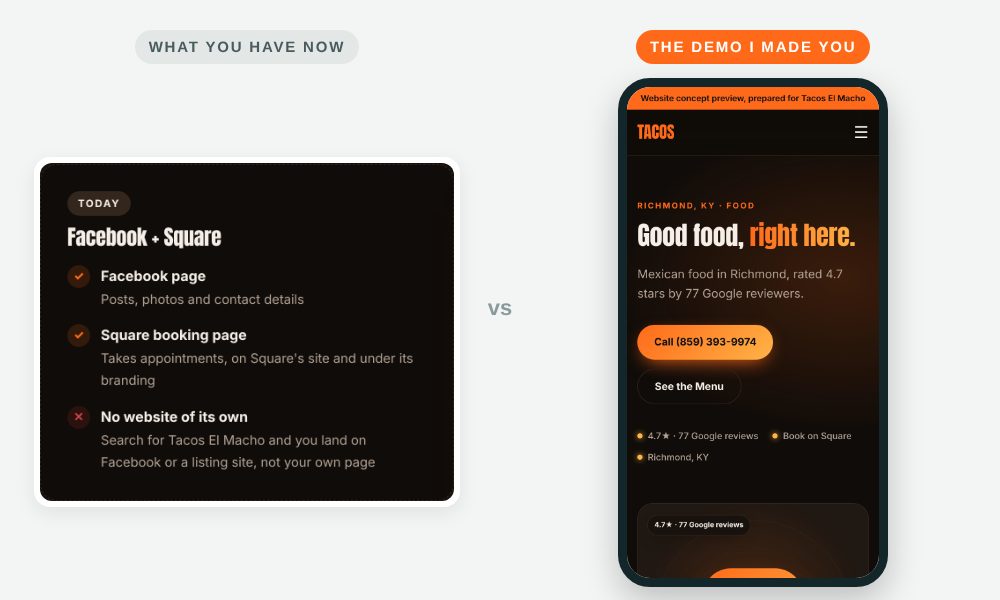 WHAT YOU HAVE NOW
TODAY
Facebook + Square
Facebook page
Posts, photos and contact details
Square booking page
Takes appointments, on Square's site and under its
branding
No website of its own
Search for Tacos El Macho and you land on
Facebook or a listing site, not your own page
vs
THE DEMO I MADE YOU
Website concept preview, prepared for Tacos El Macho
TACOS
RICHMOND, KY · FOOD
Good food, right here.
Mexican food in Richmond, rated 4.7
stars by 77 Google reviewers.
Call (859) 393-9974
See the Menu
4.7★ · 77 Google reviews
Book on Square
Richmond, KY
4.7★ · 77 Google reviews